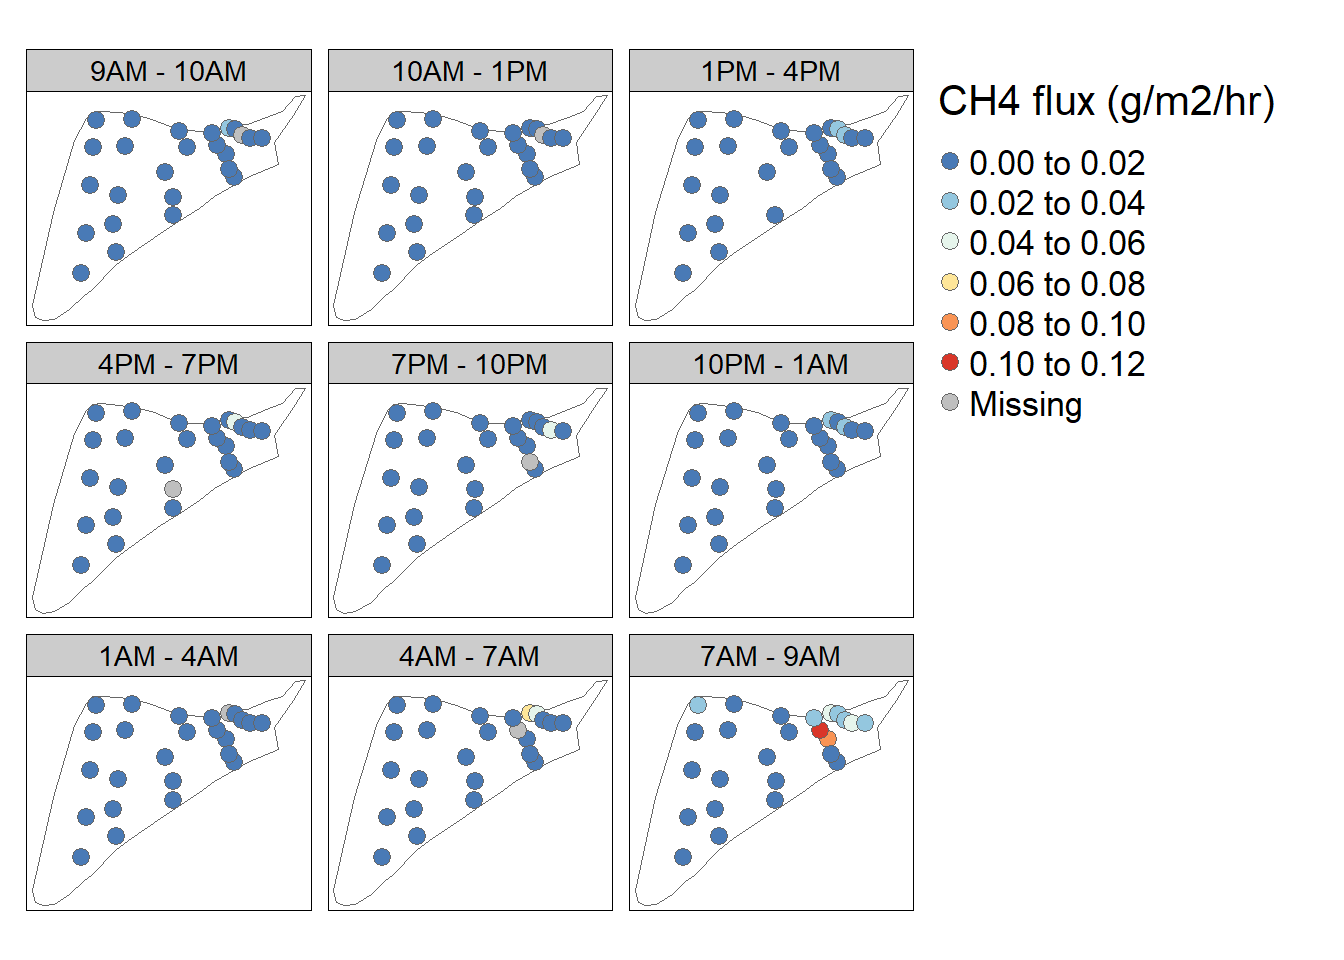 9AM - 10AM
10AM - 1PM
1PM - 4PM
4PM - 7PM
7PM - 10PM
10PM - 1AM
1AM - 4AM
4AM - 7AM
7AM - 9AM
CH4 flux (g/m2/hr)
0.00 to 0.02
0.02 to 0.04
0.04 to 0.06
0.06 to 0.08
0.08 to 0.10
0.10 to 0.12
Missing